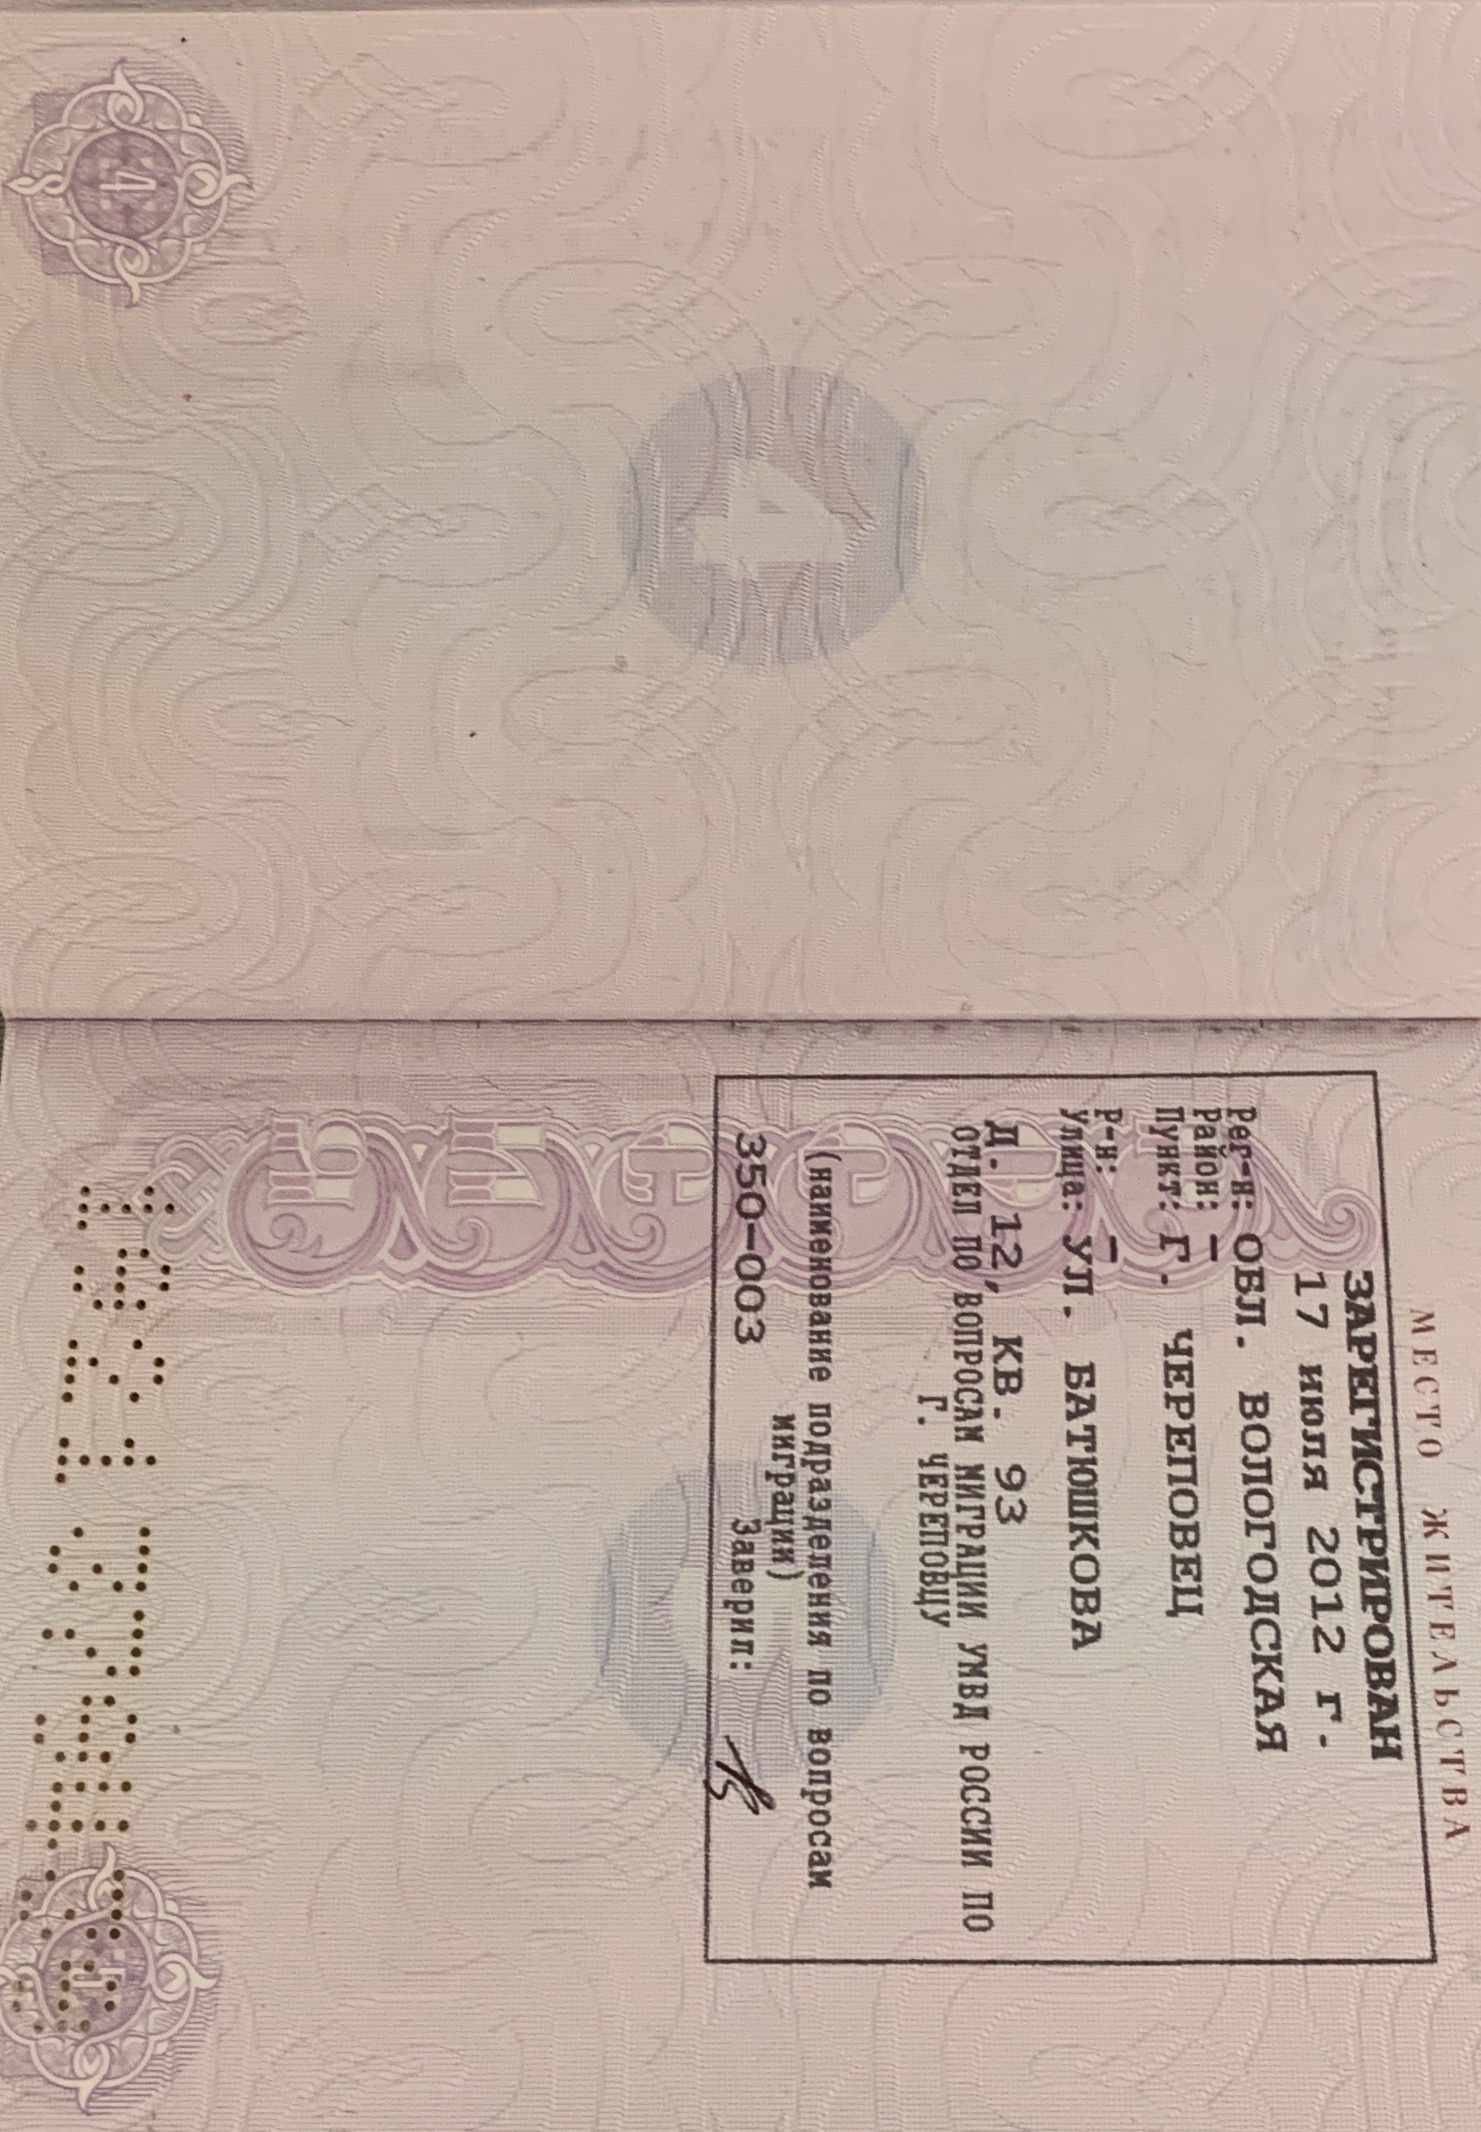 МЕСТО ЖИТЕЛЬСТВА
ЗАРЕГИСТРИРОВАН
17 июля 2012 г.
Рег-н: ОБЛ. ВОЛОГОДСКАЯ
Район: –
Пункт: Г. ЧЕРЕПОВЕЦ
Р-н: –
Улица: УЛ. БАТЮШКОВА
Д. 12, КВ. 93
ОТДЕЛ ПО ВОПРОСАМ МИГРАЦИИ УМВД РОССИИ ПО
Г. ЧЕРЕПОВЦУ
(наименование подразделения по вопросам
миграции)
350-003 Заверил:
4
5